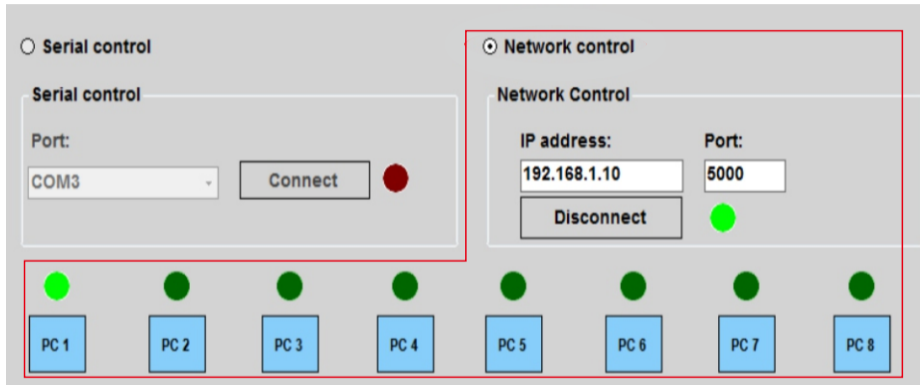 Serial control
Network control
Serial control
Network Control
Port:
IP address:
Port:
COM3
Connect
192.168.1.10
5000
Disconnect
PC 1
PC 2
PC 3
PC 4
PC 5
PC 6
PC 7
PC 8